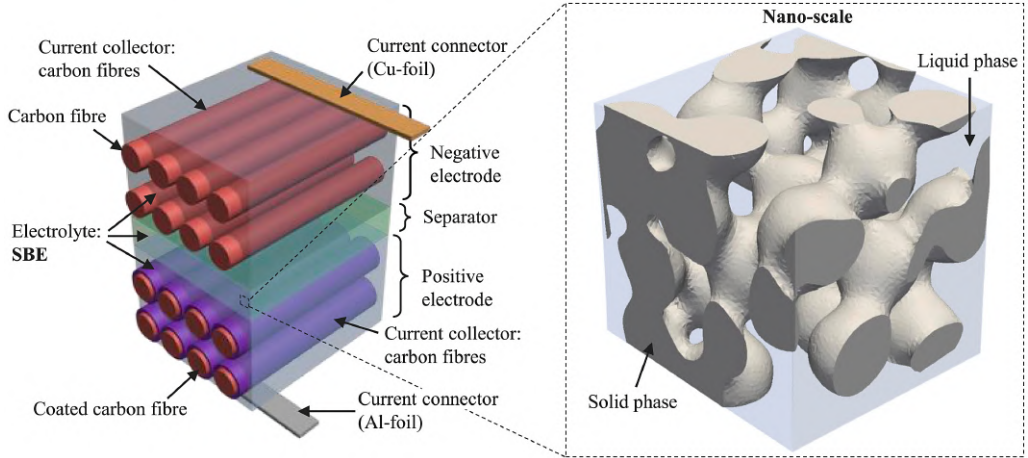 Current collector:
carbon fibres
Current connector
(Cu-foil)
Carbon fibre
Negative
electrode
Separator
Electrolyte:
SBE
Positive
electrode
Current collector:
carbon fibres
Coated carbon fibre
Current connector
(Al-foil)
Nano-scale
Liquid phase
Solid phase